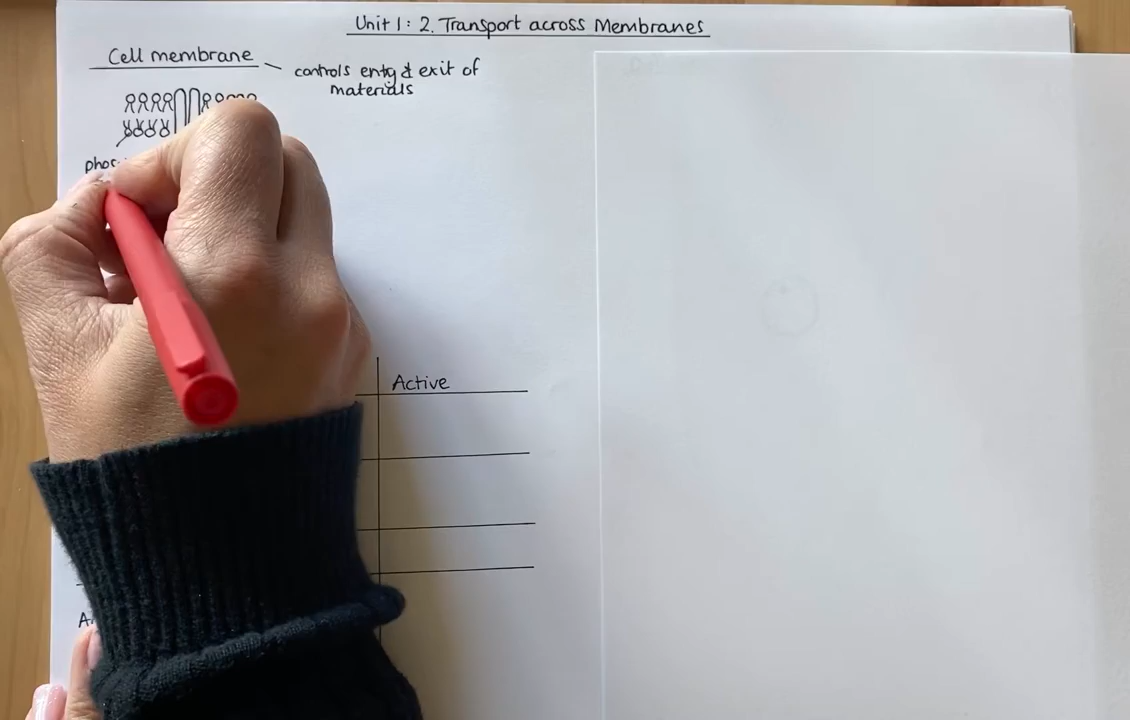 Unit 1: 2. Transport across Membranes
Cell membrane
controls entry & exit of
materials
Active